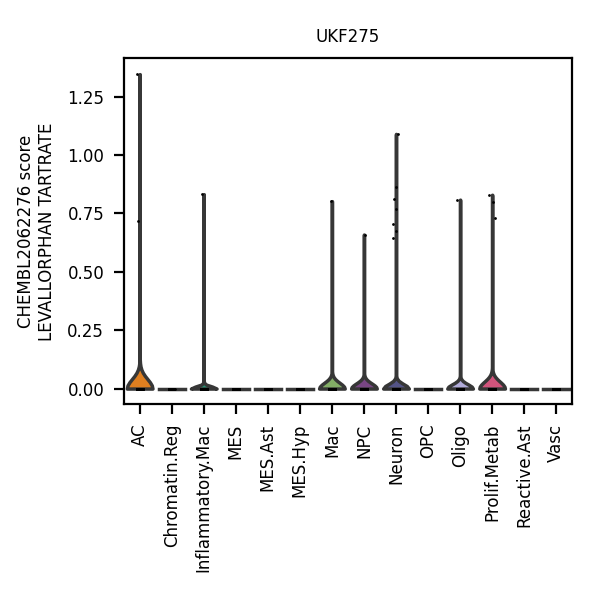 UKF275
CHEMBL2062276 score
LEVALLORPHAN TARTRATE
1.25
1.00
0.75
0.50
0.25
0.00
AC
Chromatin.Reg
Inflammatory.Mac
MES
MES.Ast
MES.Hyp
Mac
NPC
Neuron
OPC
Oligo
Prolif.Metab
Reactive.Ast
Vasc